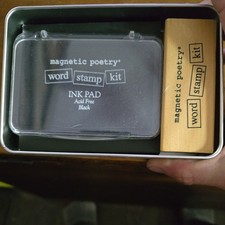 magnetic poetry®
word stamp kit
INK PAD
Acid Free
Black
magnetic poetry®
word stamp kit